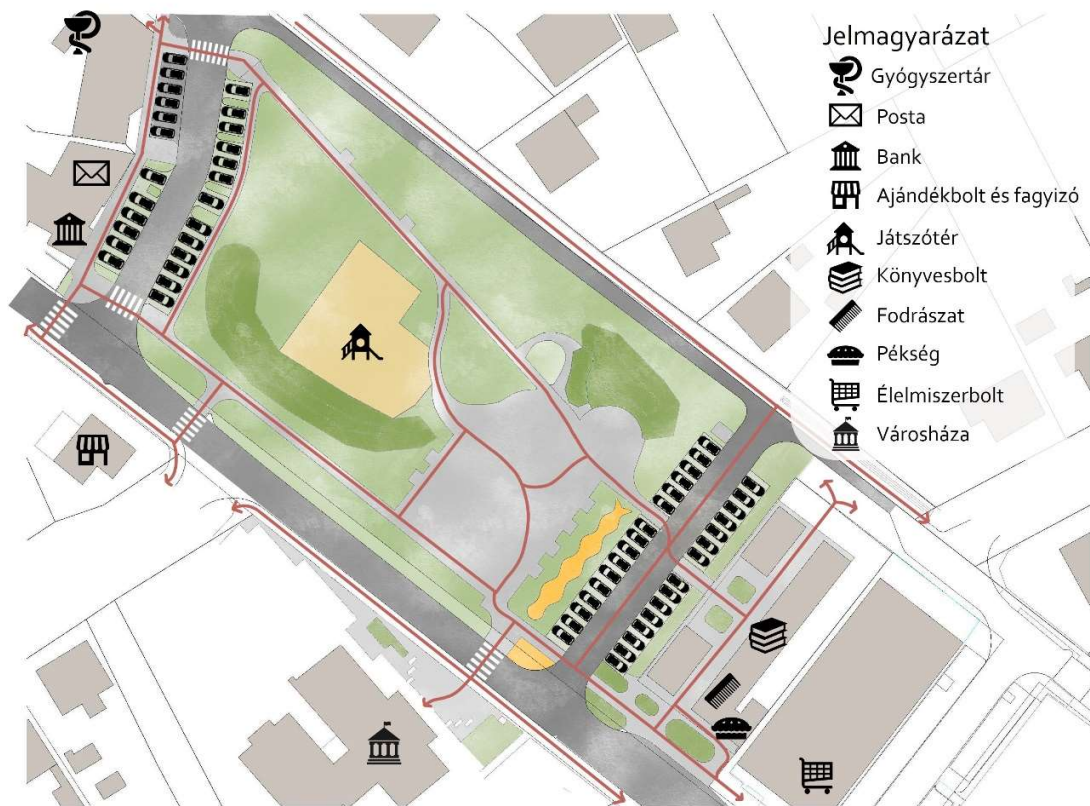 Jelmagyarázat
Gyógyszertár
Posta
Bank
Ajándékbolt és fagyizó
Játszótér
Könyvesbolt
Fodrászat
Pékség
Élelmiszerbolt
Városháza